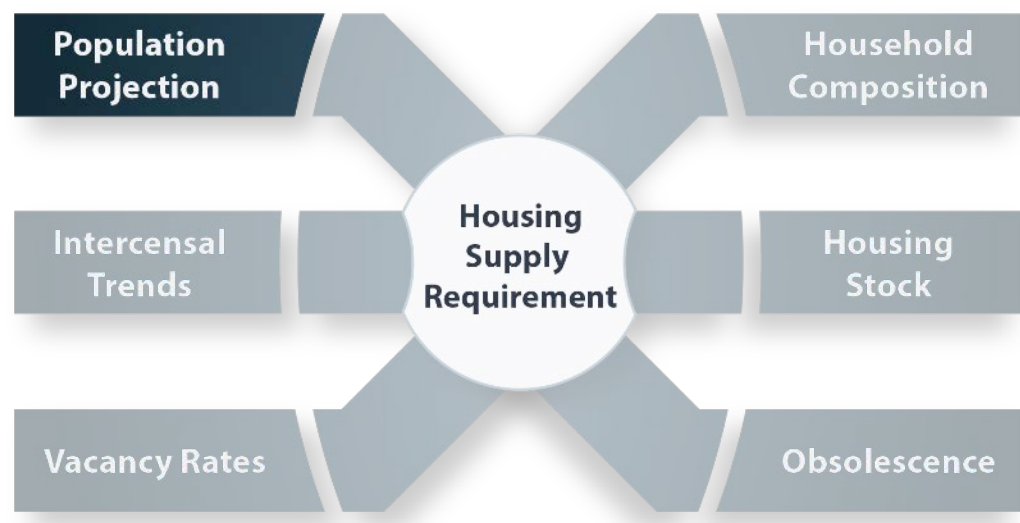 Population
Projection
Household
Composition
Intercensal
Trends
Housing
Supply
Requirement
Housing
Stock
Vacancy Rates
Obsolescence